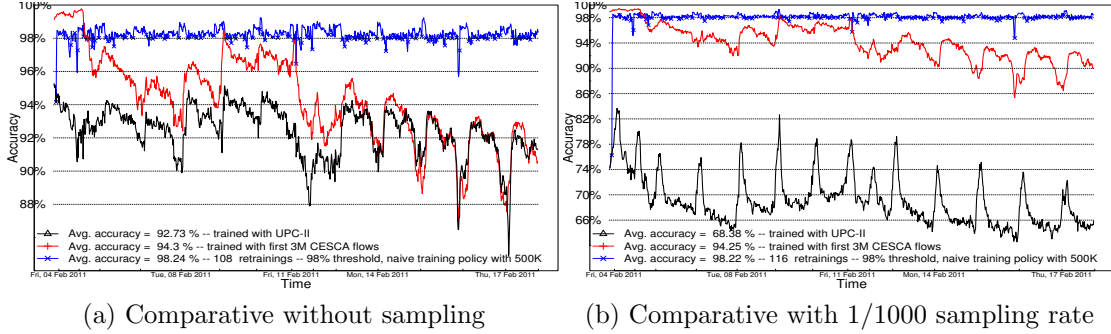 100%
98%
96%
94%
92%
90%
88%
Accuracy
Avg. accuracy = 92.73 % -- trained with UPC-II
Avg. accuracy = 94.3 % -- trained with first 3M CESCA flows
Avg. accuracy = 98.24 % -- 108 retrainings -- 98% threshold, naive training policy with 500K
Fri, 04 Feb 2011
Tue, 08 Feb 2011
Fri, 11 Feb 2011
Mon, 14 Feb 2011
Thu, 17 Feb 2011
Time
(a) Comparative without sampling
100%
98%
94%
90%
86%
82%
78%
74%
70%
66%
Accuracy
Avg. accuracy = 68.38 % -- trained with UPC-II
Avg. accuracy = 94.25 % -- trained with first 3M CESCA flows
Avg. accuracy = 98.22 % -- 116 retrainings -- 98% threshold, naive training policy with 500K
Fri, 04 Feb 2011
Tue, 08 Feb 2011
Fri, 11 Feb 2011
Mon, 14 Feb 2011
Thu, 17 Feb 2011
Time
(b) Comparative with 1/1000 sampling rate